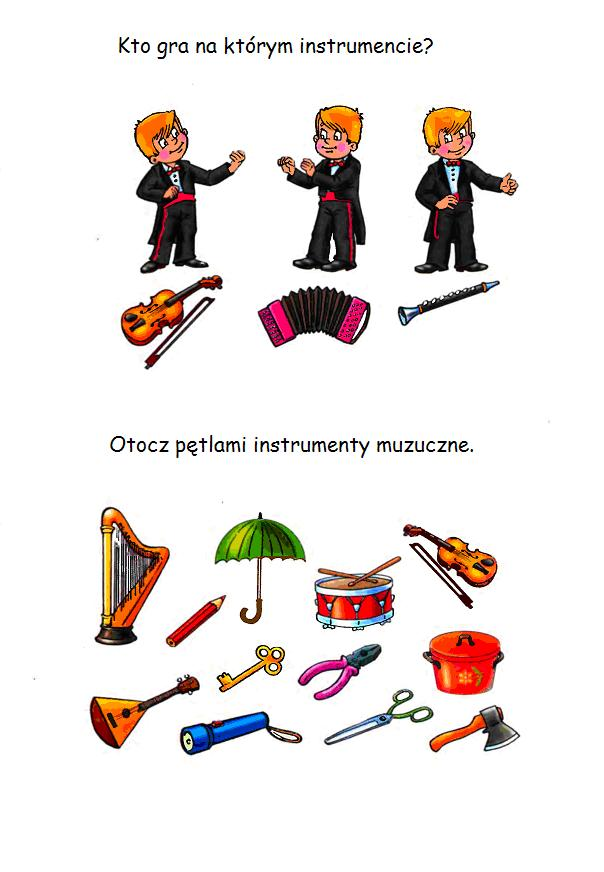 Kto gra na którym instrumencie?
Otocz pętlami instrumenty muzuczne.